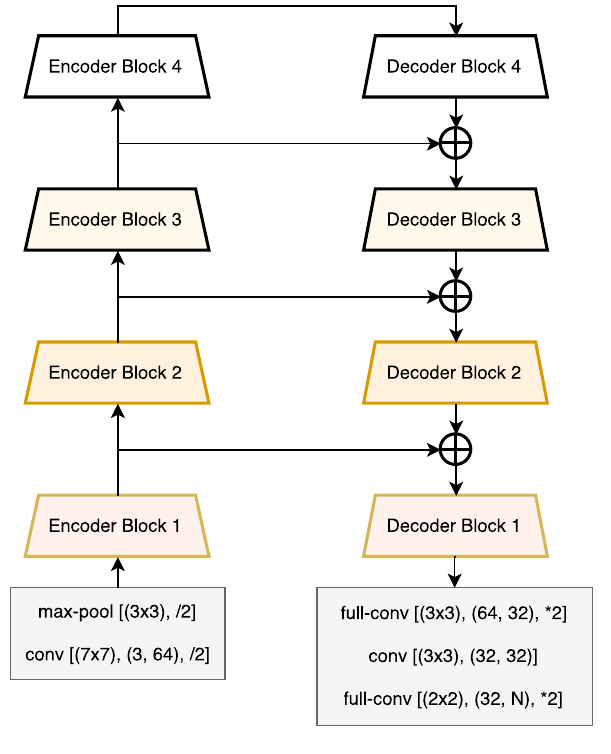 Encoder Block 4
Decoder Block 4
Encoder Block 3
Decoder Block 3
Encoder Block 2
Decoder Block 2
Encoder Block 1
Decoder Block 1
max-pool [(3x3), /2]
conv [(7x7), (3, 64), /2]
full-conv [(3x3), (64, 32), *2]
conv [(3x3), (32, 32)]
full-conv [(2x2), (32, N), *2]